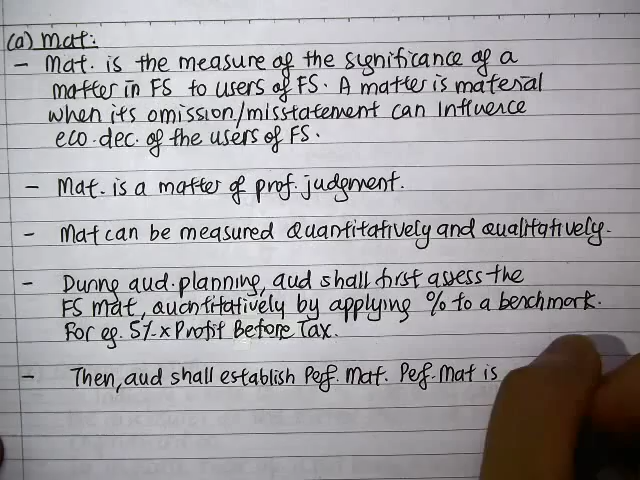 (a) Mat:
- Mat. is the measure of the significance of a
matter in FS to users of FS. A matter is material
when its omission/misstatement can influence
eco. dec. of the users of FS.
- Mat. is a matter of prof. judgment.
- Mat can be measured Quantitatively and Qualitatively.
- During aud. planning, aud shall first assess the
FS mat, quantitatively by applying % to a benchmark.
For eg. 5% x Profit Before Tax.
- Then, aud shall establish Pef. Mat. Pef. Mat is